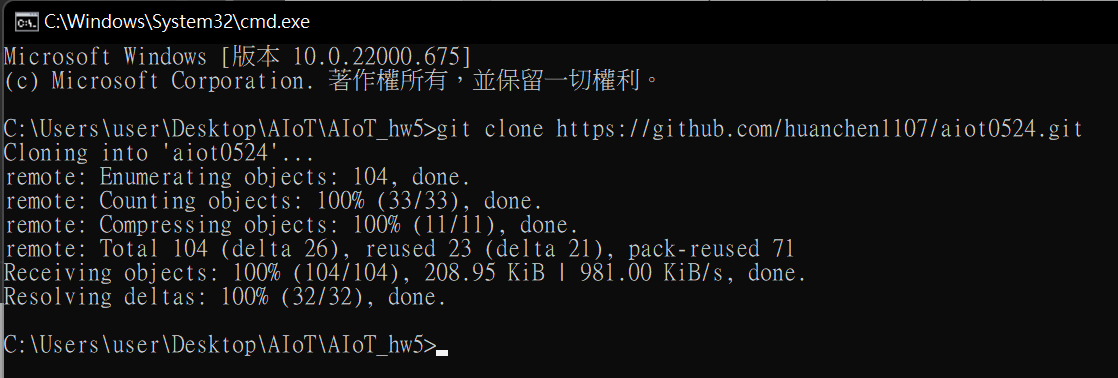 C:\Windows\System32\cmd.exe
Microsoft Windows [版本 10.0.22000.675]
(c) Microsoft Corporation. 著作權所有，並保留一切權利。
C:\Users\user\Desktop\AIoT\AIoT_hw5>git clone https://github.com/huanchen1107/aiot0524.git
Cloning into 'aiot0524'...
remote: Enumerating objects: 104, done.
remote: Counting objects: 100% (33/33), done.
remote: Compressing objects: 100% (11/11), done.
remote: Total 104 (delta 26), reused 23 (delta 21), pack-reused 71
Receiving objects: 100% (104/104), 208.95 KiB | 981.00 KiB/s, done.
Resolving deltas: 100% (32/32), done.
C:\Users\user\Desktop\AIoT\AIoT_hw5>